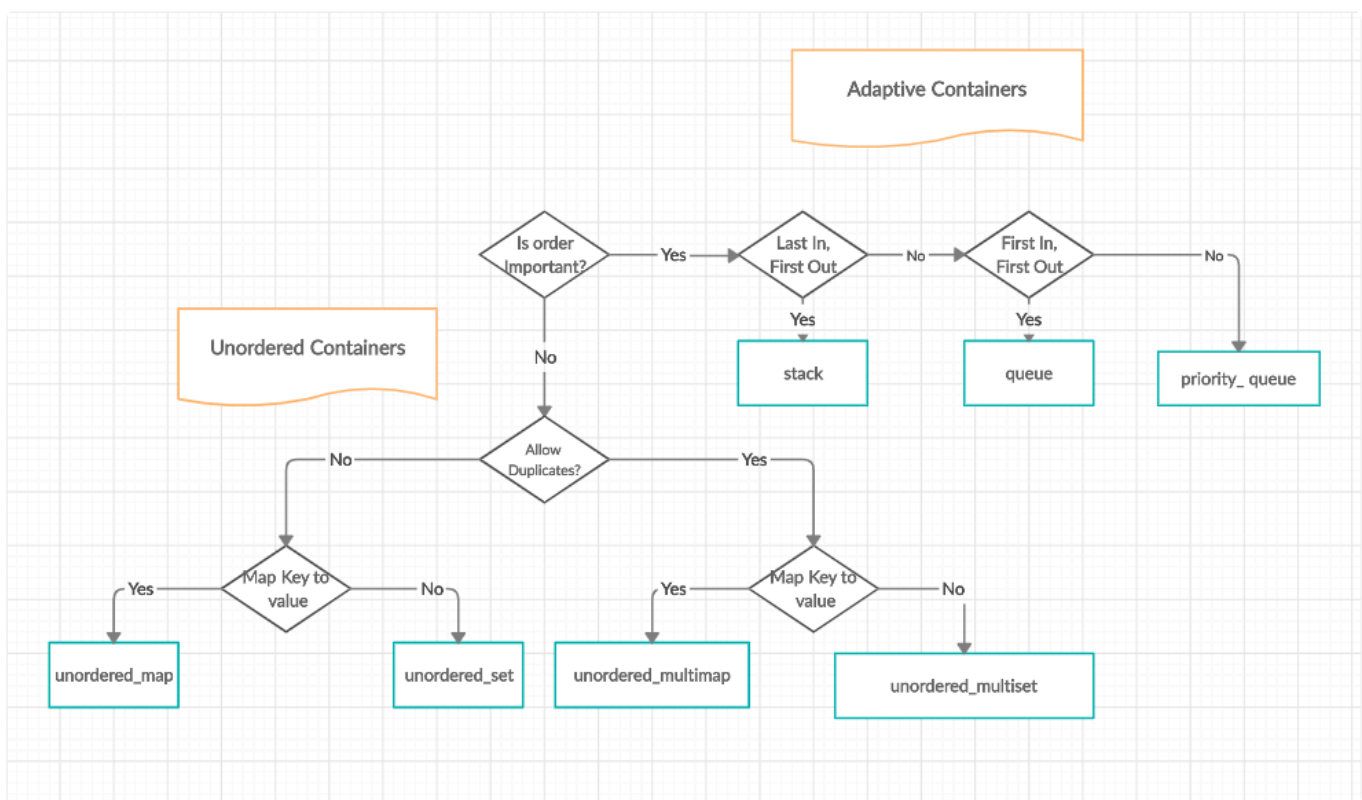 Adaptive Containers
Is order
Important?
Yes
Last In,
First Out
No
First In,
First Out
No
Yes
Yes
stack
queue
priority_ queue
Unordered Containers
No
Allow
Duplicates?
No
Yes
Map Key to
value
Yes
No
Map Key to
value
Yes
No
unordered_map
unordered_set
unordered_multimap
unordered_multiset